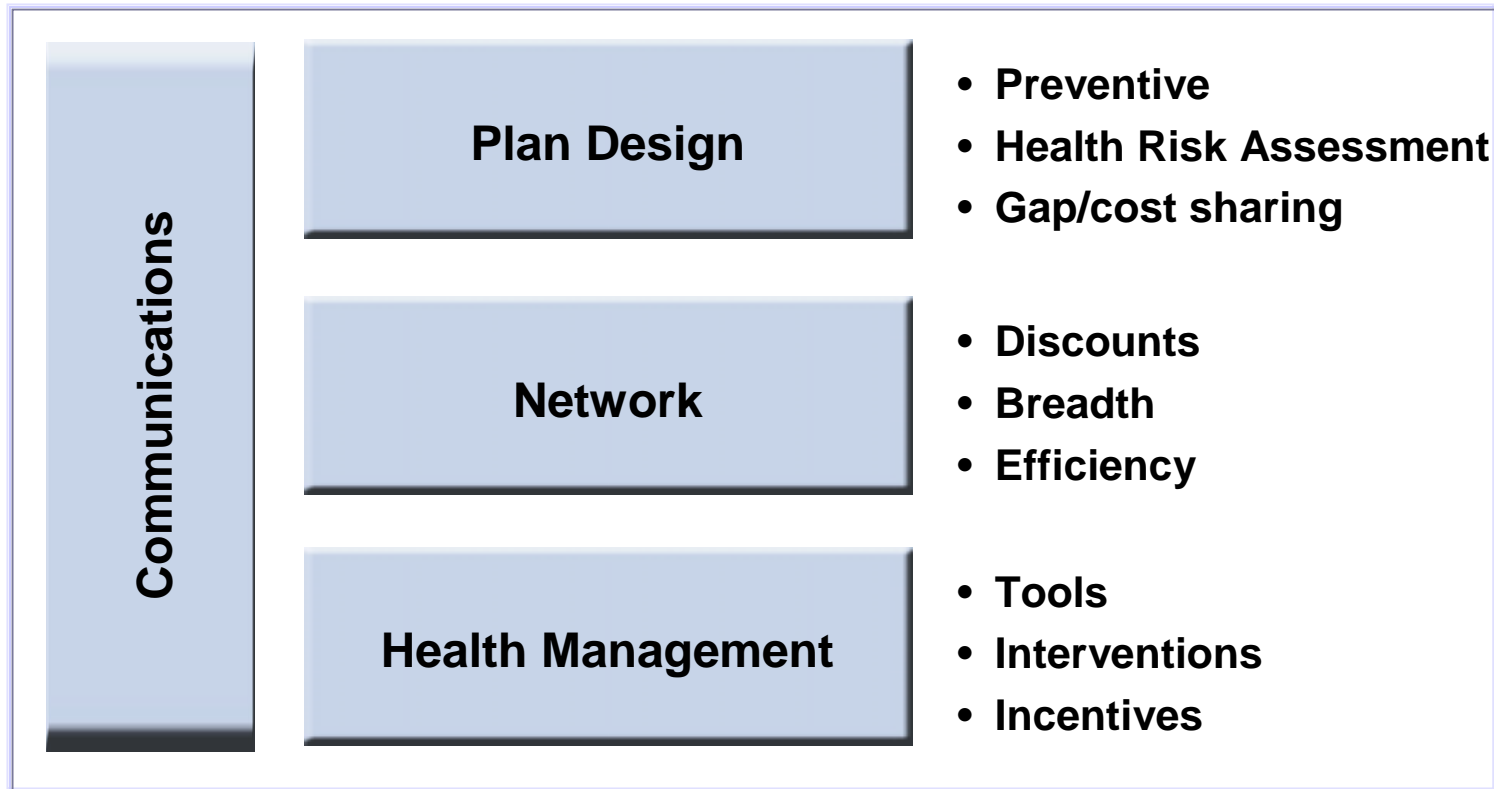 Communications
Plan Design
• Preventive
• Health Risk Assessment
• Gap/cost sharing
Network
• Discounts
• Breadth
• Efficiency
Health Management
• Tools
• Interventions
• Incentives